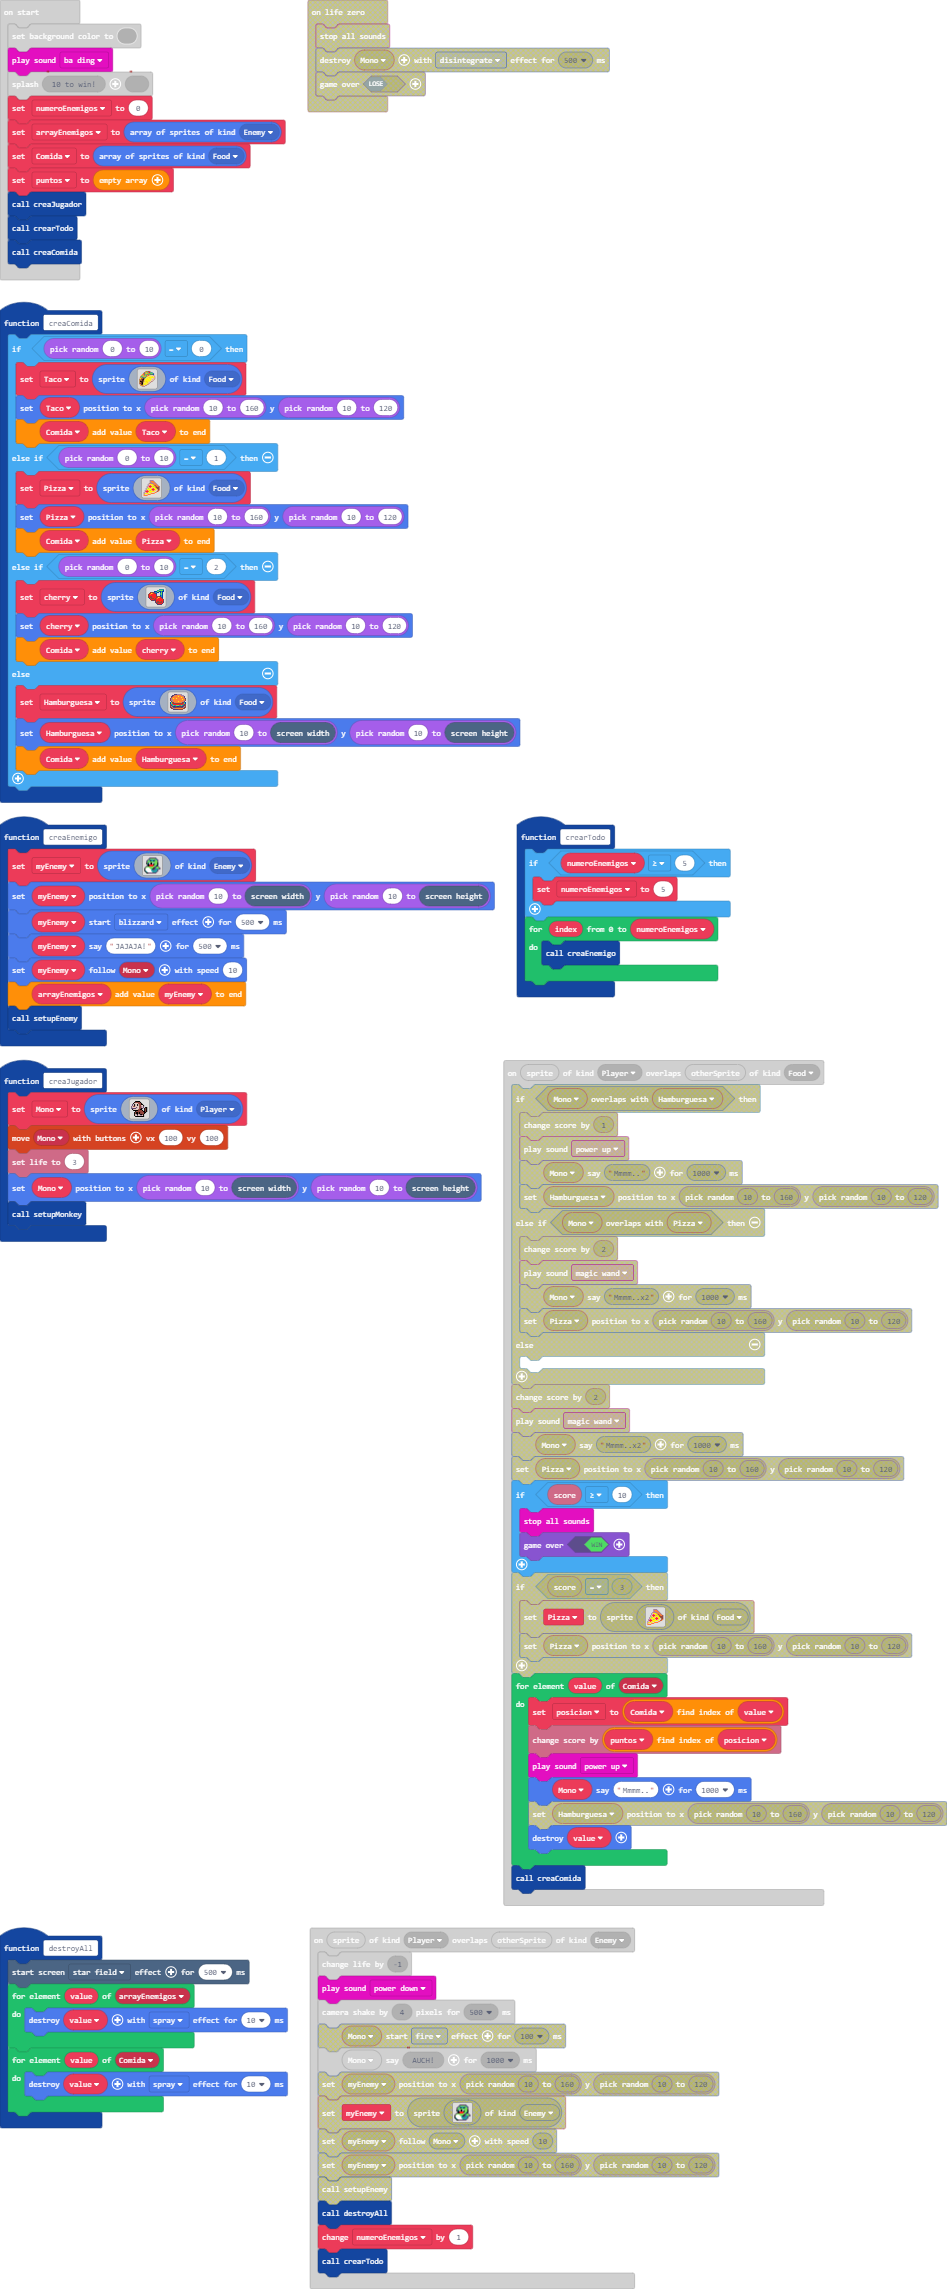 on start
set background color to
play sound ba ding
splash 10 to win!
set numeroEnemigos to 0
set arrayEnemigos to array of sprites of kind Enemy
set Comida to array of sprites of kind Food
set puntos to empty array
call creaJugador
call crearTodo
call creaComida
on life zero
stop all sounds
destroy Mono with disintegrate effect for 500 ms
game over LOSE
function creaComida
if pick random 0 to 10 = 0 then
set Taco to sprite of kind Food
set Taco position to x pick random 10 to 160 y pick random 10 to 120
Comida add value Taco to end
else if pick random 0 to 10 = 1 then
set Pizza to sprite of kind Food
set Pizza position to x pick random 10 to 160 y pick random 10 to 120
Comida add value Pizza to end
else if pick random 0 to 10 = 2 then
set cherry to sprite of kind Food
set cherry position to x pick random 10 to 160 y pick random 10 to 120
Comida add value cherry to end
else
set Hamburguesa to sprite of kind Food
set Hamburguesa position to x pick random 10 to screen width y pick random 10 to screen height
Comida add value Hamburguesa to end
function creaEnemigo
set myEnemy to sprite of kind Enemy
set myEnemy position to x pick random 10 to screen width y pick random 10 to screen height
myEnemy start blizzard effect for 500 ms
myEnemy say "JAJAJA!" for 500 ms
set myEnemy follow Mono with speed 10
arrayEnemigos add value myEnemy to end
call setupEnemy
function crearTodo
if numeroEnemigos ≥ 5 then
set numeroEnemigos to 5
for index from 0 to numeroEnemigos
do call creaEnemigo
function creaJugador
set Mono to sprite of kind Player
move Mono with buttons vx 100 vy 100
set life to 3
set Mono position to x pick random 10 to screen width y pick random 10 to screen height
call setupMonkey
on sprite of kind Player overlaps otherSprite of kind Food
if Mono overlaps with Hamburguesa then
change score by 1
play sound power up
Mono say "Mmmm.." for 1000 ms
set Hamburguesa position to x pick random 10 to 160 y pick random 10 to 120
else if Mono overlaps with Pizza then
change score by 2
play sound magic wand
Mono say "Mmmm..x2" for 1000 ms
set Pizza position to x pick random 10 to 160 y pick random 10 to 120
else
change score by 2
play sound magic wand
Mono say "Mmmm..x2" for 1000 ms
set Pizza position to x pick random 10 to 160 y pick random 10 to 120
if score ≥ 10 then
stop all sounds
game over WIN
if score = 3 then
set Pizza to sprite of kind Food
set Pizza position to x pick random 10 to 160 y pick random 10 to 120
for element value of Comida
do set posicion to Comida find index of value
change score by puntos find index of posicion
play sound power up
Mono say "Mmmm.." for 1000 ms
set Hamburguesa position to x pick random 10 to 160 y pick random 10 to 120
destroy value
call creaComida
function destroyAll
start screen star field effect for 500 ms
for element value of arrayEnemigos
do destroy value with spray effect for 10 ms
for element value of Comida
do destroy value with spray effect for 10 ms
on sprite of kind Player overlaps otherSprite of kind Enemy
change life by -1
play sound power down
camera shake by 4 pixels for 500 ms
Mono start fire effect for 100 ms
Mono say AUCH! for 1000 ms
set myEnemy position to x pick random 10 to 160 y pick random 10 to 120
set myEnemy to sprite of kind Enemy
set myEnemy follow Mono with speed 10
set myEnemy position to x pick random 10 to 160 y pick random 10 to 120
call setupEnemy
call destroyAll
change numeroEnemigos by 1
call crearTodo